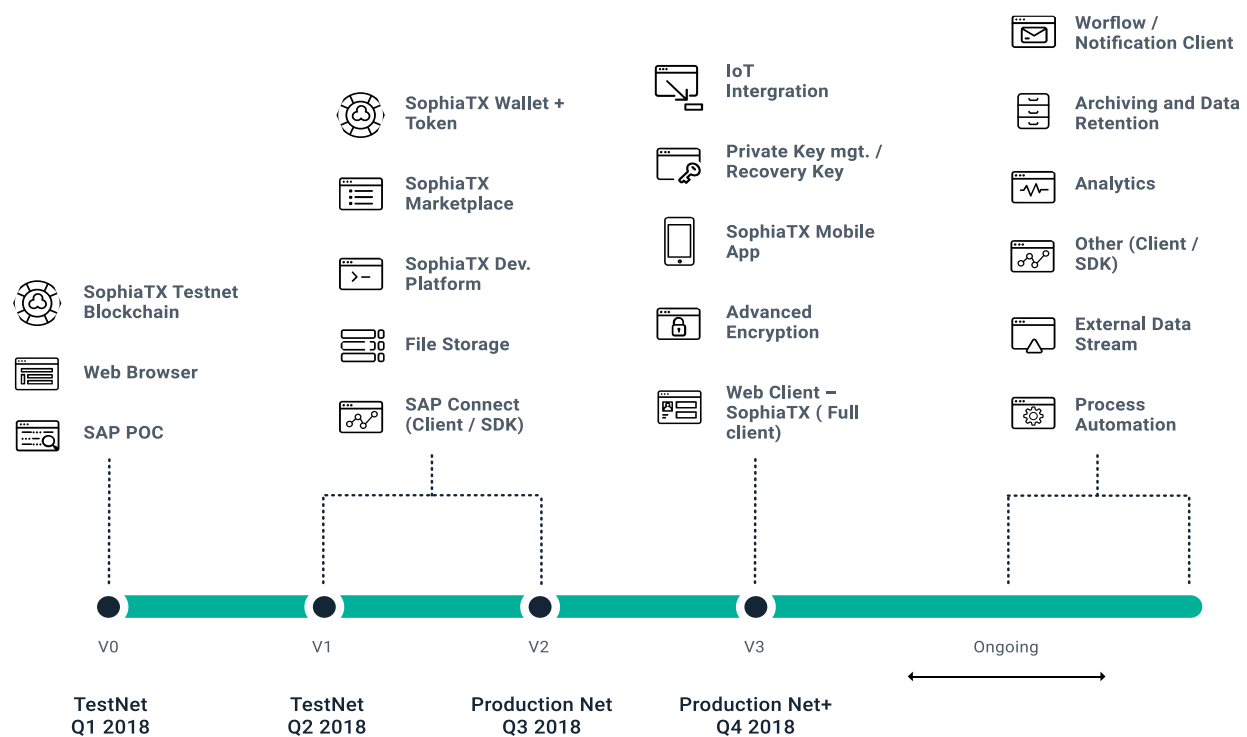 SophiaTX Testnet
Blockchain
Web Browser
SAP POC
SophiaTX Wallet +
Token
SophiaTX
Marketplace
SophiaTX Dev.
Platform
File Storage
SAP Connect
(Client / SDK)
IoT
Intergration
Private Key mgt. /
Recovery Key
SophiaTX Mobile
App
Advanced
Encryption
Web Client –
SophiaTX ( Full
client)
Worflow /
Notification Client
Archiving and Data
Retention
Analytics
Other (Client /
SDK)
External Data
Stream
Process
Automation
V0
V1
V2
V3
Ongoing
TestNet
Q1 2018
TestNet
Q2 2018
Production Net
Q3 2018
Production Net+
Q4 2018